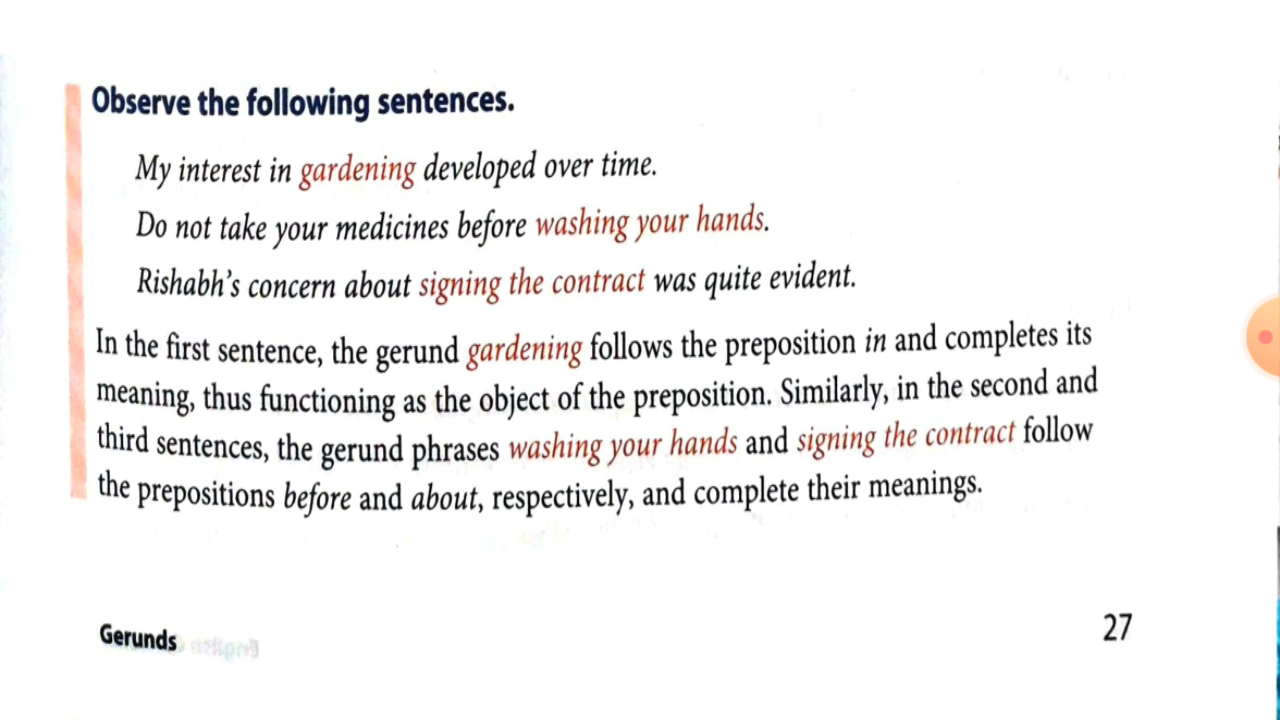 Observe the following sentences.
My interest in gardening developed over time.
Do not take your medicines before washing your hands.
Rishabh's concern about signing the contract was quite evident.
In the first sentence, the gerund gardening follows the preposition in and completes its
meaning, thus functioning as the object of the preposition. Similarly, in the second and
third sentences, the gerund phrases washing your hands and signing the contract follow
the prepositions before and about, respectively, and complete their meanings.
Gerunds
27